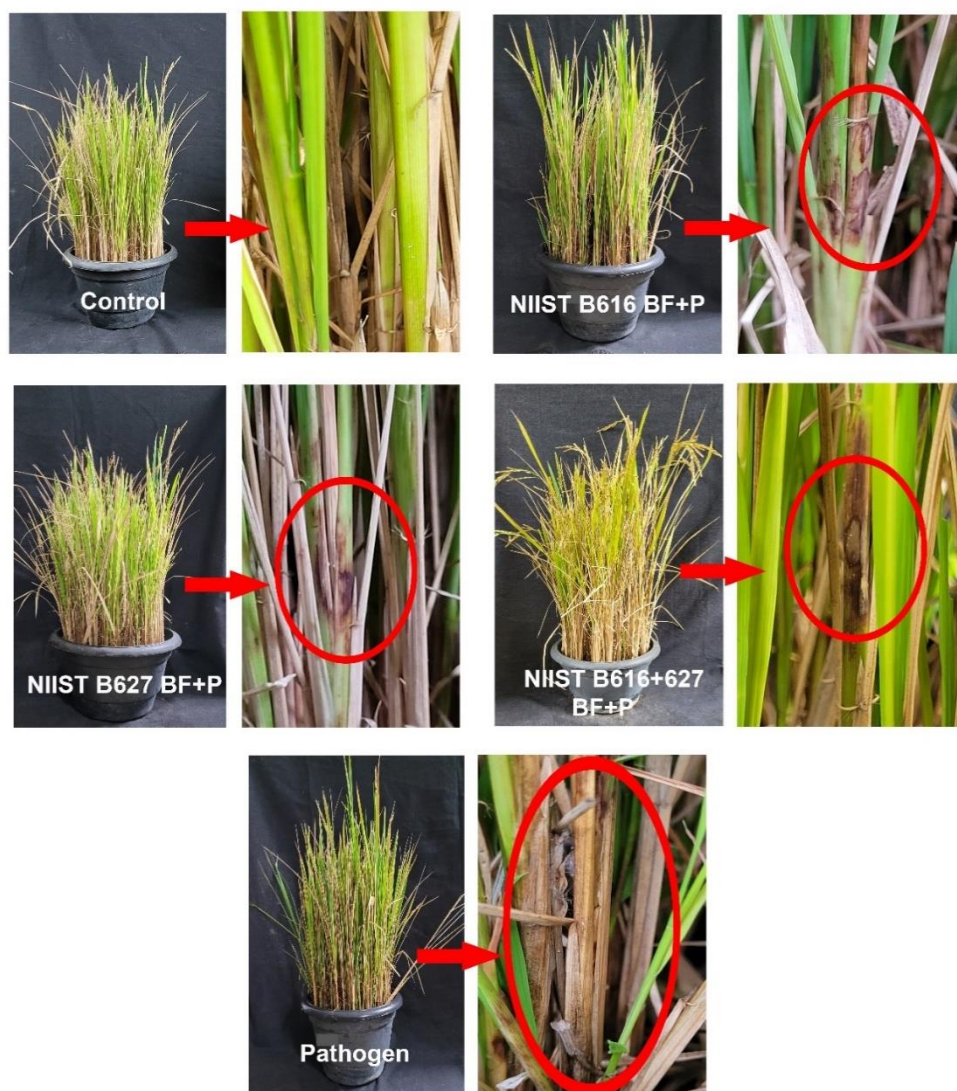 Control
NIIST B616 BF+P
NIIST B627 BF+P
NIIST B616+627
BF+P
Pathogen